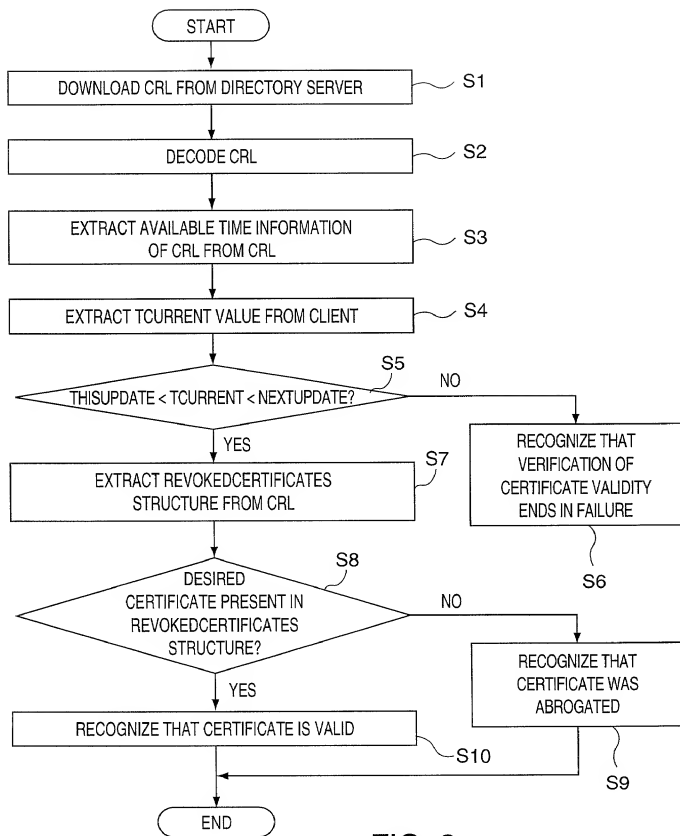 START
DOWNLOAD CRL FROM DIRECTORY SERVER
S1
DECODE CRL
S2
EXTRACT AVAILABLE TIME INFORMATION
OF CRL FROM CRL
S3
EXTRACT TCURRENT VALUE FROM CLIENT
S4
THISUPDATE < TCURRENT < NEXTUPDATE?
S5
NO
YES
RECOGNIZE THAT
VERIFICATION OF
CERTIFICATE VALIDITY
ENDS IN FAILURE
S6
EXTRACT REVOKEDCERTIFICATES
STRUCTURE FROM CRL
S7
DESIRED
CERTIFICATE PRESENT IN
REVOKEDCERTIFICATES
STRUCTURE?
S8
NO
YES
RECOGNIZE THAT
CERTIFICATE WAS
ABROGATED
S9
RECOGNIZE THAT CERTIFICATE IS VALID
S10
END